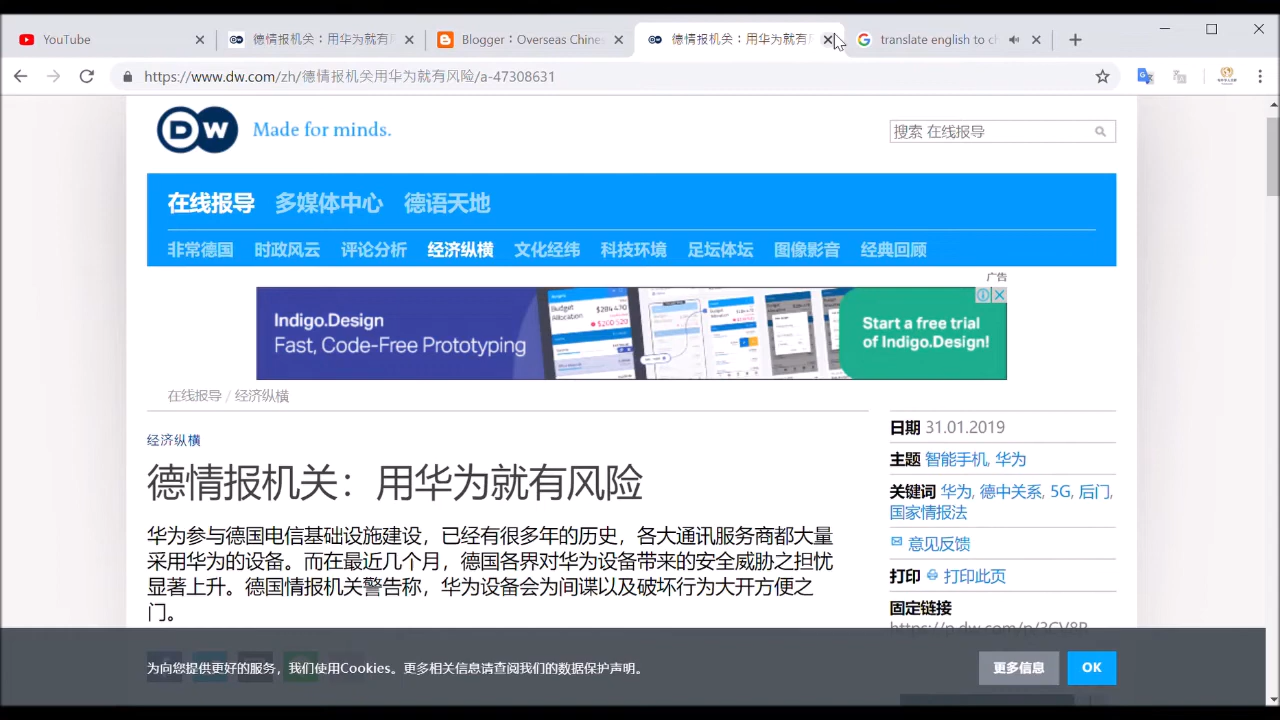 YouTube
德情报机关：用华为就有
Blogger：Overseas Chine
德情报机关：用华为就有
translate english to c
https://www.dw.com/zh/德情报机关用华为就有风险/a-47308631
DW Made for minds.
搜索 在线报导
在线报导 多媒体中心 德语天地
非常德国 时政风云 评论分析 经济纵横 文化经纬 科技环境 足坛体坛 图像影音 经典回顾
广告
Indigo.Design
Fast, Code-Free Prototyping
Budget Allocation
$284,470
Start a free trial
of Indigo.Design!
在线报导 / 经济纵横
经济纵横
德情报机关：用华为就有风险
华为参与德国电信基础设施建设，已经有很多年的历史，各大通讯服务商都大量
采用华为的设备。而在最近几个月，德国各界对华为设备带来的安全威胁之担忧
显著上升。德国情报机关警告称，华为设备会为间谍以及破坏行为大开方便之
门。
日期 31.01.2019
主题 智能手机, 华为
关键词 华为, 德中关系, 5G, 后门,
国家情报法
意见反馈
打印 打印此页
固定链接
为向您提供更好的服务，我们使用Cookies。更多相关信息请查阅我们的数据保护声明。
更多信息
OK